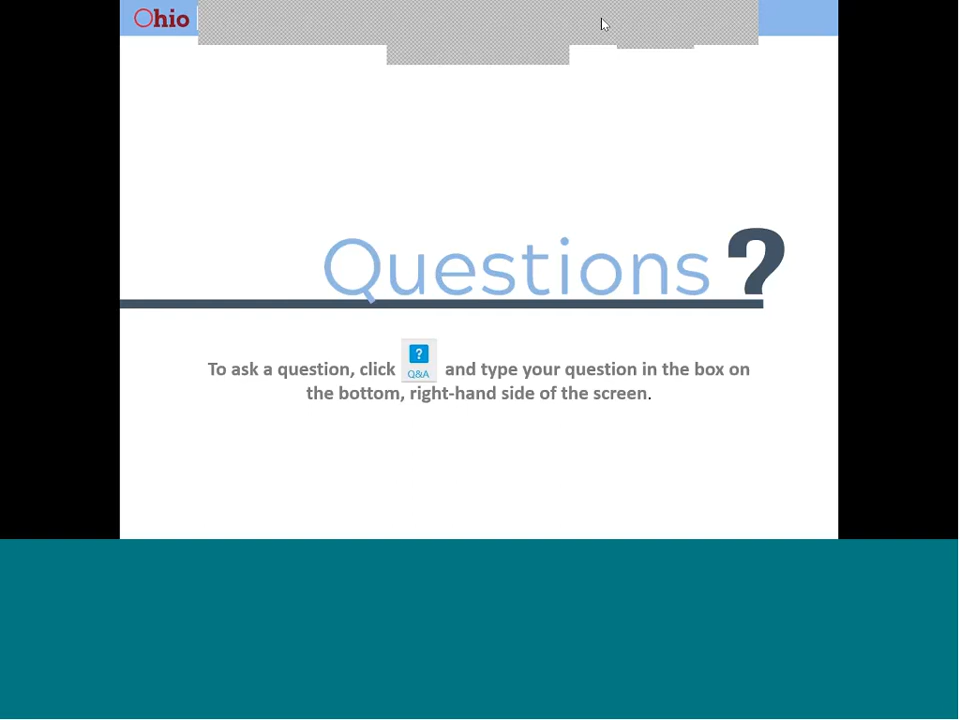 Ohio
Questions ?
To ask a question, click ? Q&A and type your question in the box on
the bottom, right-hand side of the screen.